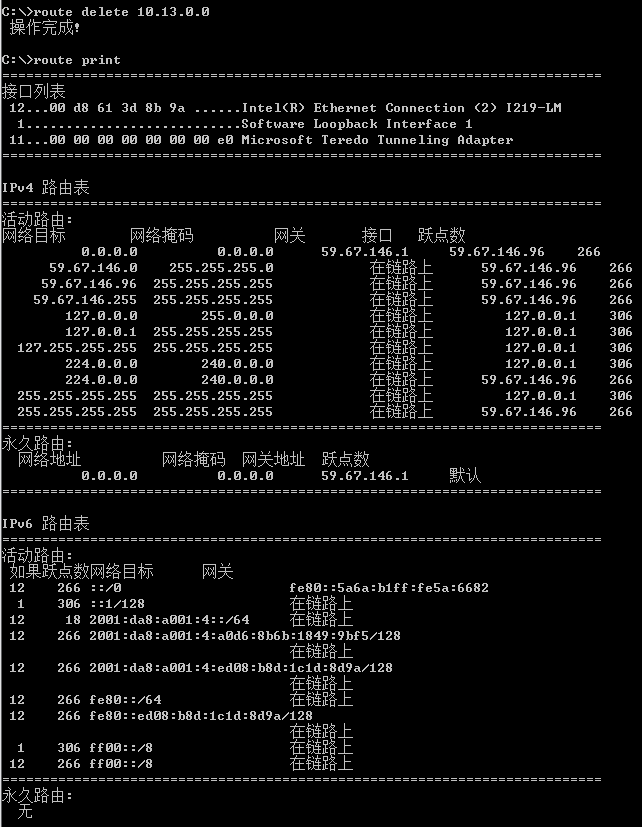 C:\>route delete 10.13.0.0
操作完成!
C:\>route print
===========================================================================
接口列表
12...00 d8 61 3d 8b 9a ......Intel(R) Ethernet Connection (2) I219-LM
1...........................Software Loopback Interface 1
11...00 00 00 00 00 00 00 e0 Microsoft Teredo Tunneling Adapter
===========================================================================
IPv4 路由表
===========================================================================
活动路由:
网络目标 网络掩码 网关 接口 跃点数
0.0.0.0 0.0.0.0 59.67.146.1 59.67.146.96 266
59.67.146.0 255.255.255.0 在链路上 59.67.146.96 266
59.67.146.96 255.255.255.255 在链路上 59.67.146.96 266
59.67.146.255 255.255.255.255 在链路上 59.67.146.96 266
127.0.0.0 255.0.0.0 在链路上 127.0.0.1 306
127.0.0.1 255.255.255.255 在链路上 127.0.0.1 306
127.255.255.255 255.255.255.255 在链路上 127.0.0.1 306
224.0.0.0 240.0.0.0 在链路上 127.0.0.1 306
224.0.0.0 240.0.0.0 在链路上 59.67.146.96 266
255.255.255.255 255.255.255.255 在链路上 127.0.0.1 306
255.255.255.255 255.255.255.255 在链路上 59.67.146.96 266
===========================================================================
永久路由:
网络地址 网络掩码 网关地址 跃点数
0.0.0.0 0.0.0.0 59.67.146.1 默认
===========================================================================
IPv6 路由表
===========================================================================
活动路由:
如果跃点数网络目标 网关
12 266 ::/0 fe80::5a6a:b1ff:fe5a:6682
1 306 ::1/128 在链路上
12 18 2001:da8:a001:4::/64 在链路上
12 266 2001:da8:a001:4:a0d6:8b6b:1849:9bf5/128
在链路上
12 266 2001:da8:a001:4:ed08:b8d:1c1d:8d9a/128
在链路上
12 266 fe80::/64 在链路上
12 266 fe80::ed08:b8d:1c1d:8d9a/128
在链路上
1 306 ff00::/8 在链路上
12 266 ff00::/8 在链路上
===========================================================================
永久路由:
无